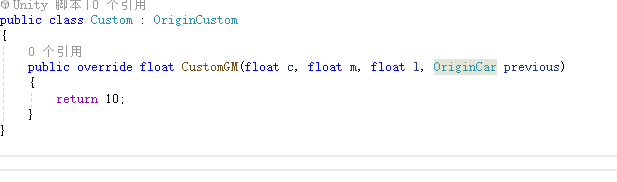 Unity 脚本|0 个引用
public class Custom : OriginCustom
{
0 个引用
public override float CustomGM(float c, float m, float l, OriginCar previous)
{
return 10;
}
}